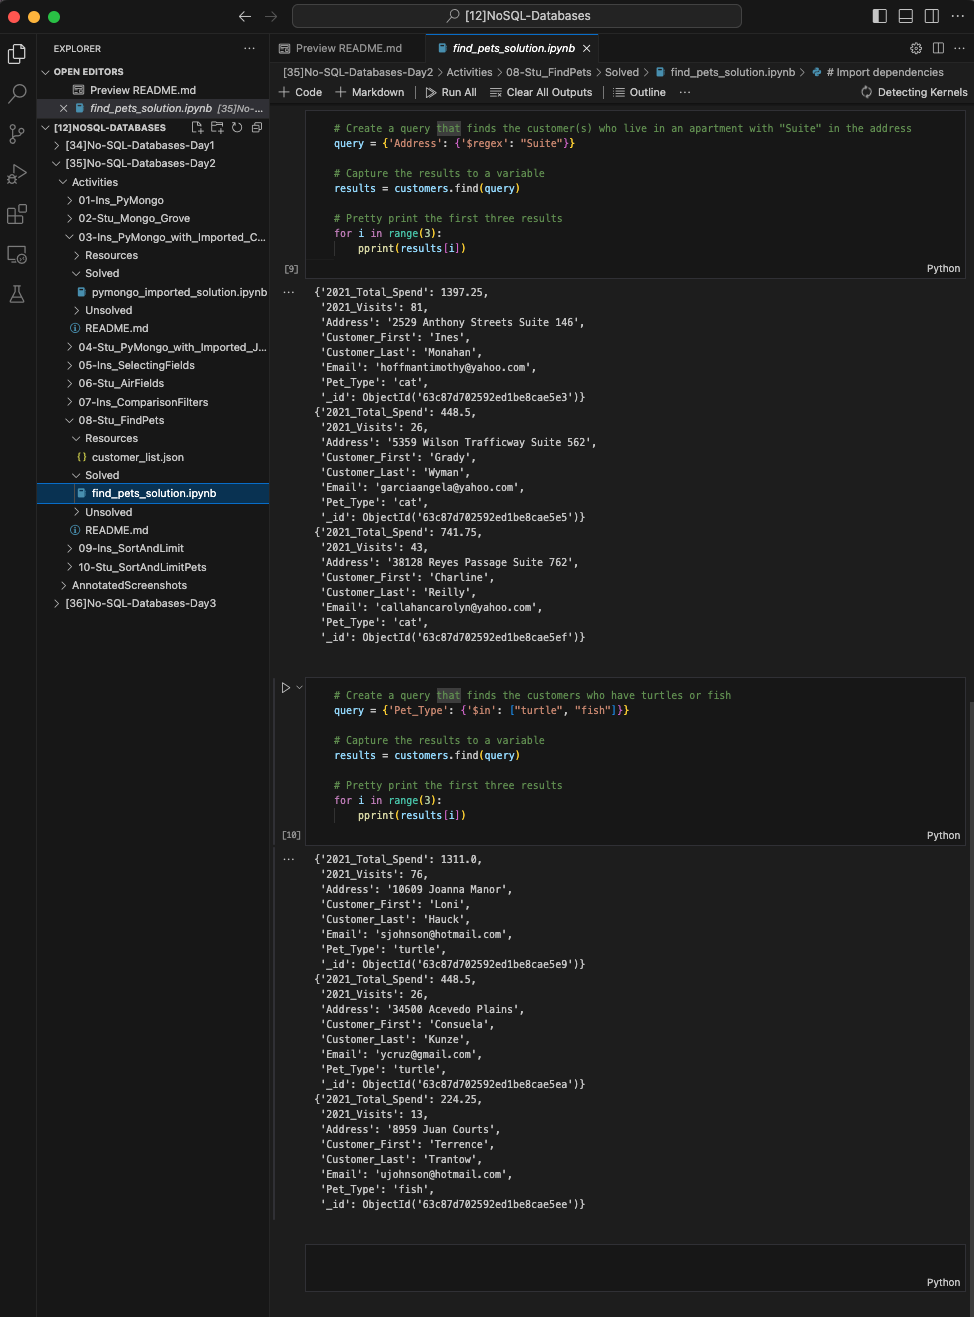 [12]NoSQL-Databases
EXPLORER
Preview README.md
find_pets_solution.ipynb
OPEN EDITORS
Preview README.md
find_pets_solution.ipynb [35]No-...
[12]NOSQL-DATABASES
[34]No-SQL-Databases-Day1
[35]No-SQL-Databases-Day2
Activities
01-Ins_PyMongo
02-Stu_Mongo_Grove
03-Ins_PyMongo_with_Imported_C...
Resources
Solved
pymongo_imported_solution.ipynb
Unsolved
README.md
04-Stu_PyMongo_with_Imported_J...
05-Ins_SelectingFields
06-Stu_AirFields
07-Ins_ComparisonFilters
08-Stu_FindPets
Resources
{} customer_list.json
Solved
find_pets_solution.ipynb
Unsolved
README.md
09-Ins_SortAndLimit
10-Stu_SortAndLimitPets
AnnotatedScreenshots
[36]No-SQL-Databases-Day3
[35]No-SQL-Databases-Day2 > Activities > 08-Stu_FindPets > Solved > find_pets_solution.ipynb > # Import dependencies
+ Code + Markdown | Run All Clear All Outputs | Outline ... Detecting Kernels
# Create a query that finds the customer(s) who live in an apartment with "Suite" in the address
query = {'Address': {'$regex': "Suite"}}
# Capture the results to a variable
results = customers.find(query)
# Pretty print the first three results
for i in range(3):
    pprint(results[i])
[9]
Python
{'2021_Total_Spend': 1397.25,
 '2021_Visits': 81,
 'Address': '2529 Anthony Streets Suite 146',
 'Customer_First': 'Ines',
 'Customer_Last': 'Monahan',
 'Email': 'hoffmantimothy@yahoo.com',
 'Pet_Type': 'cat',
 '_id': ObjectId('63c87d702592ed1be8cae5e3')}
{'2021_Total_Spend': 448.5,
 '2021_Visits': 26,
 'Address': '5359 Wilson Trafficway Suite 562',
 'Customer_First': 'Grady',
 'Customer_Last': 'Wyman',
 'Email': 'garciaangela@yahoo.com',
 'Pet_Type': 'cat',
 '_id': ObjectId('63c87d702592ed1be8cae5e5')}
{'2021_Total_Spend': 741.75,
 '2021_Visits': 43,
 'Address': '38128 Reyes Passage Suite 762',
 'Customer_First': 'Charline',
 'Customer_Last': 'Reilly',
 'Email': 'callahancarolyn@yahoo.com',
 'Pet_Type': 'cat',
 '_id': ObjectId('63c87d702592ed1be8cae5ef')}
# Create a query that finds the customers who have turtles or fish
query = {'Pet_Type': {'$in': ["turtle", "fish"]}}
# Capture the results to a variable
results = customers.find(query)
# Pretty print the first three results
for i in range(3):
    pprint(results[i])
[10]
Python
{'2021_Total_Spend': 1311.0,
 '2021_Visits': 76,
 'Address': '10609 Joanna Manor',
 'Customer_First': 'Loni',
 'Customer_Last': 'Hauck',
 'Email': 'sjohnson@hotmail.com',
 'Pet_Type': 'turtle',
 '_id': ObjectId('63c87d702592ed1be8cae5e9')}
{'2021_Total_Spend': 448.5,
 '2021_Visits': 26,
 'Address': '34500 Acevedo Plains',
 'Customer_First': 'Consuela',
 'Customer_Last': 'Kunze',
 'Email': 'ycruz@gmail.com',
 'Pet_Type': 'turtle',
 '_id': ObjectId('63c87d702592ed1be8cae5ea')}
{'2021_Total_Spend': 224.25,
 '2021_Visits': 13,
 'Address': '8959 Juan Courts',
 'Customer_First': 'Terrence',
 'Customer_Last': 'Trantow',
 'Email': 'ujohnson@hotmail.com',
 'Pet_Type': 'fish',
 '_id': ObjectId('63c87d702592ed1be8cae5ee')}
Python